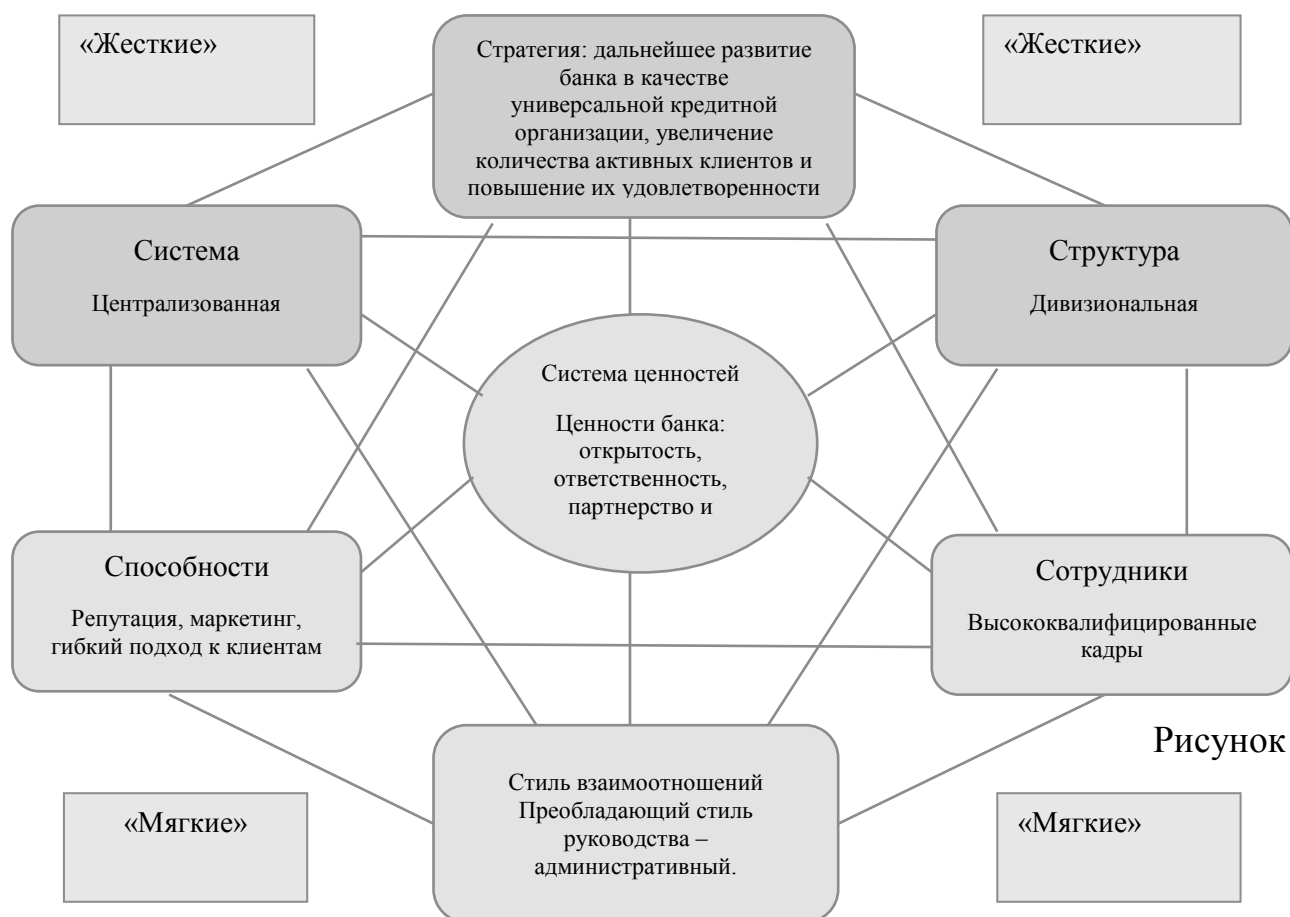 «Жесткие»
Стратегия: дальнейшее развитие
банка в качестве
универсальной кредитной
организации, увеличение
количества активных клиентов и
повышение их удовлетворенности
«Жесткие»
Система
Централизованная
Структура
Дивизиональная
Система ценностей
Ценности банка:
открытость,
ответственность,
партнерство и
Способности
Репутация, маркетинг,
гибкий подход к клиентам
Сотрудники
Высококвалифицированные
кадры
Рисунок
Стиль взаимоотношений
Преобладающий стиль
руководства –
административный.
«Мягкие»
«Мягкие»